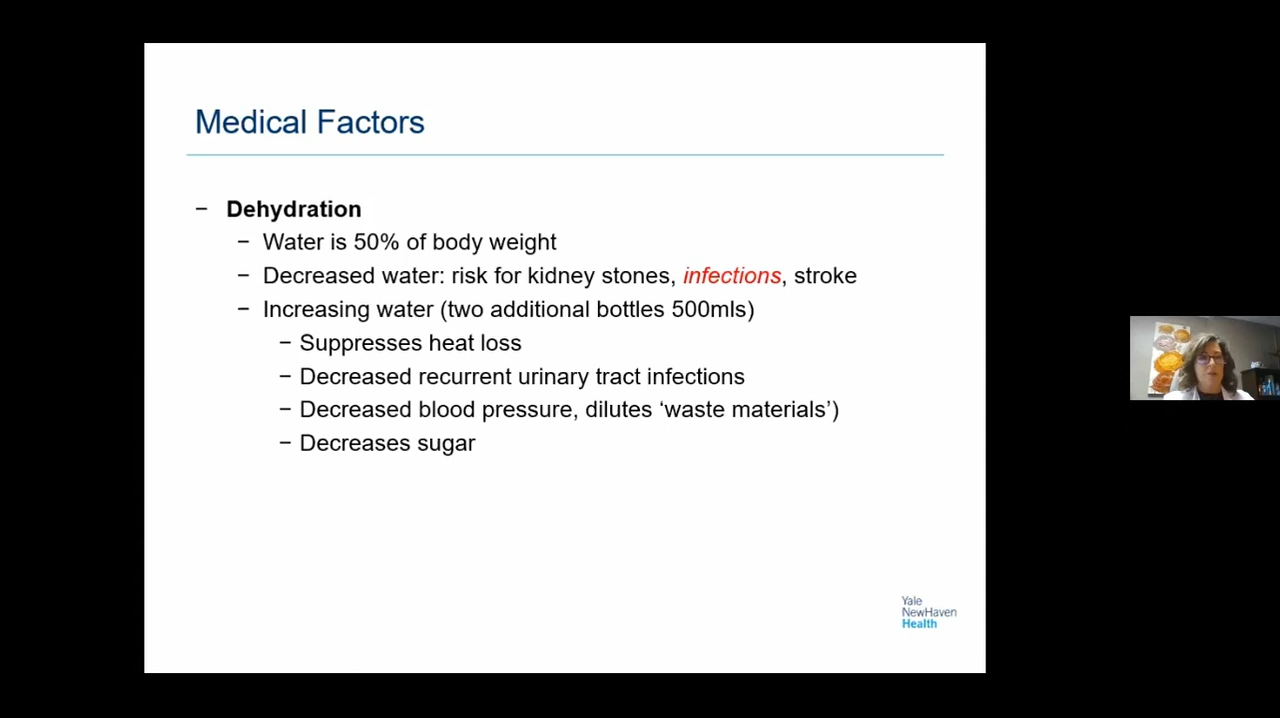 Medical Factors
− Dehydration
− Water is 50% of body weight
− Decreased water: risk for kidney stones, infections, stroke
− Increasing water (two additional bottles 500mls)
− Suppresses heat loss
− Decreased recurrent urinary tract infections
− Decreased blood pressure, dilutes ‘waste materials’)
− Decreases sugar
Yale
NewHaven
Health